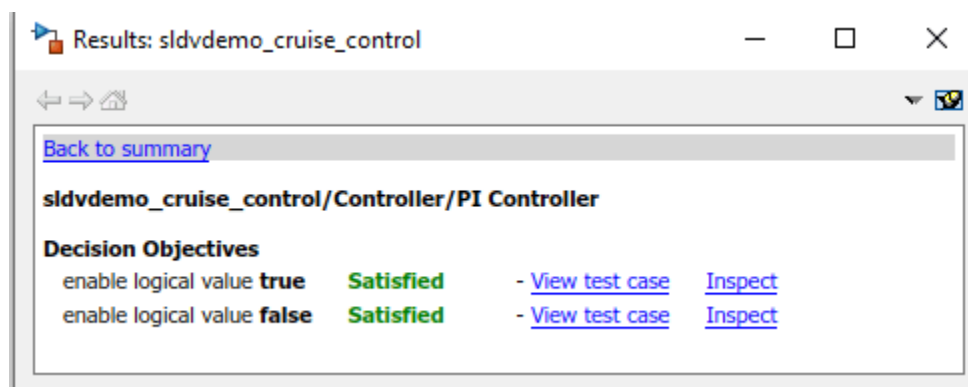 Results: sldvdemo_cruise_control
Back to summary
sldvdemo_cruise_control/Controller/PI Controller
Decision Objectives
enable logical value true Satisfied - View test case Inspect
enable logical value false Satisfied - View test case Inspect